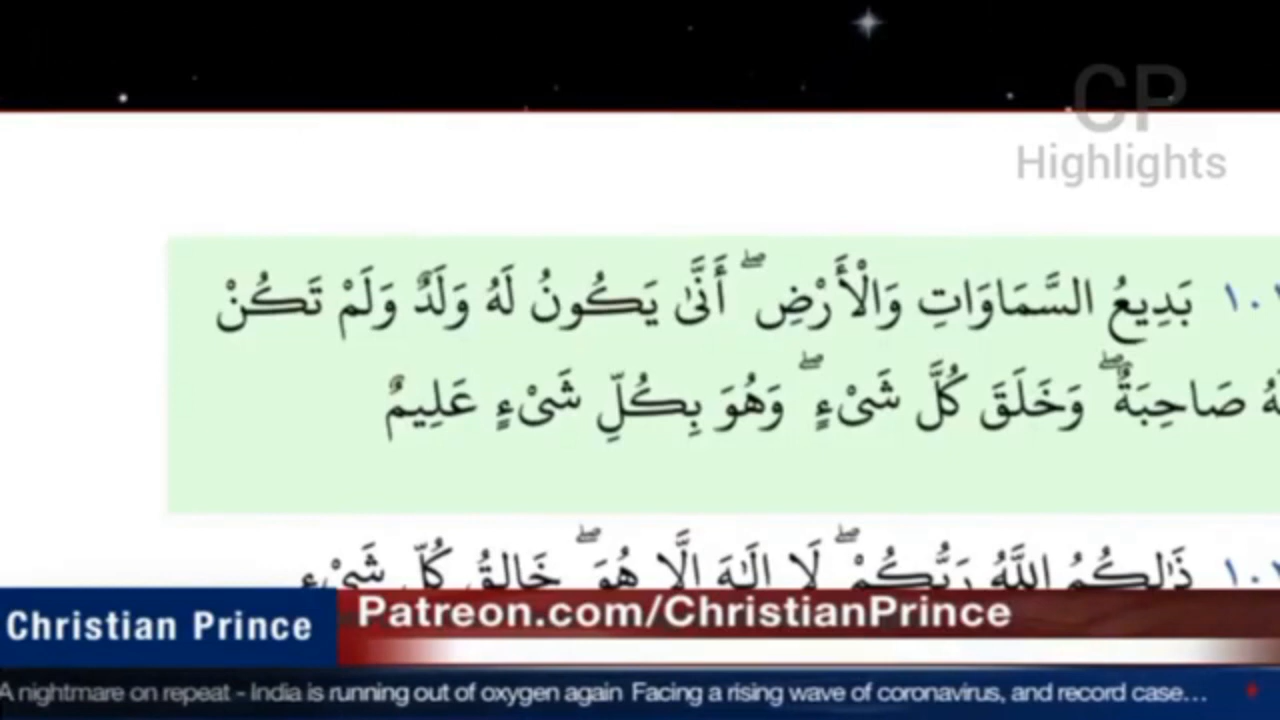 CP
Highlights
بَدِيعُ السَّمَاوَاتِ وَالْأَرْضِ ۖ أَنَّىٰ يَكُونُ لَهُ وَلَدٌ وَلَمْ تَكُنْ
صَاحِبَةٌ ۖ وَخَلَقَ كُلَّ شَىْءٍ ۖ وَهُوَ بِكُلِّ شَىْءٍ عَلِيمٌ
ذَٰلِكُمُ اللَّهُ رَبُّكُمْ ۖ لَا إِلَٰهَ إِلَّا هُوَ ۖ خَالِقُ كُلِّ شَىْءٍ
Christian Prince
Patreon.com/ChristianPrince
A nightmare on repeat - India is running out of oxygen again Facing a rising wave of coronavirus, and record case...